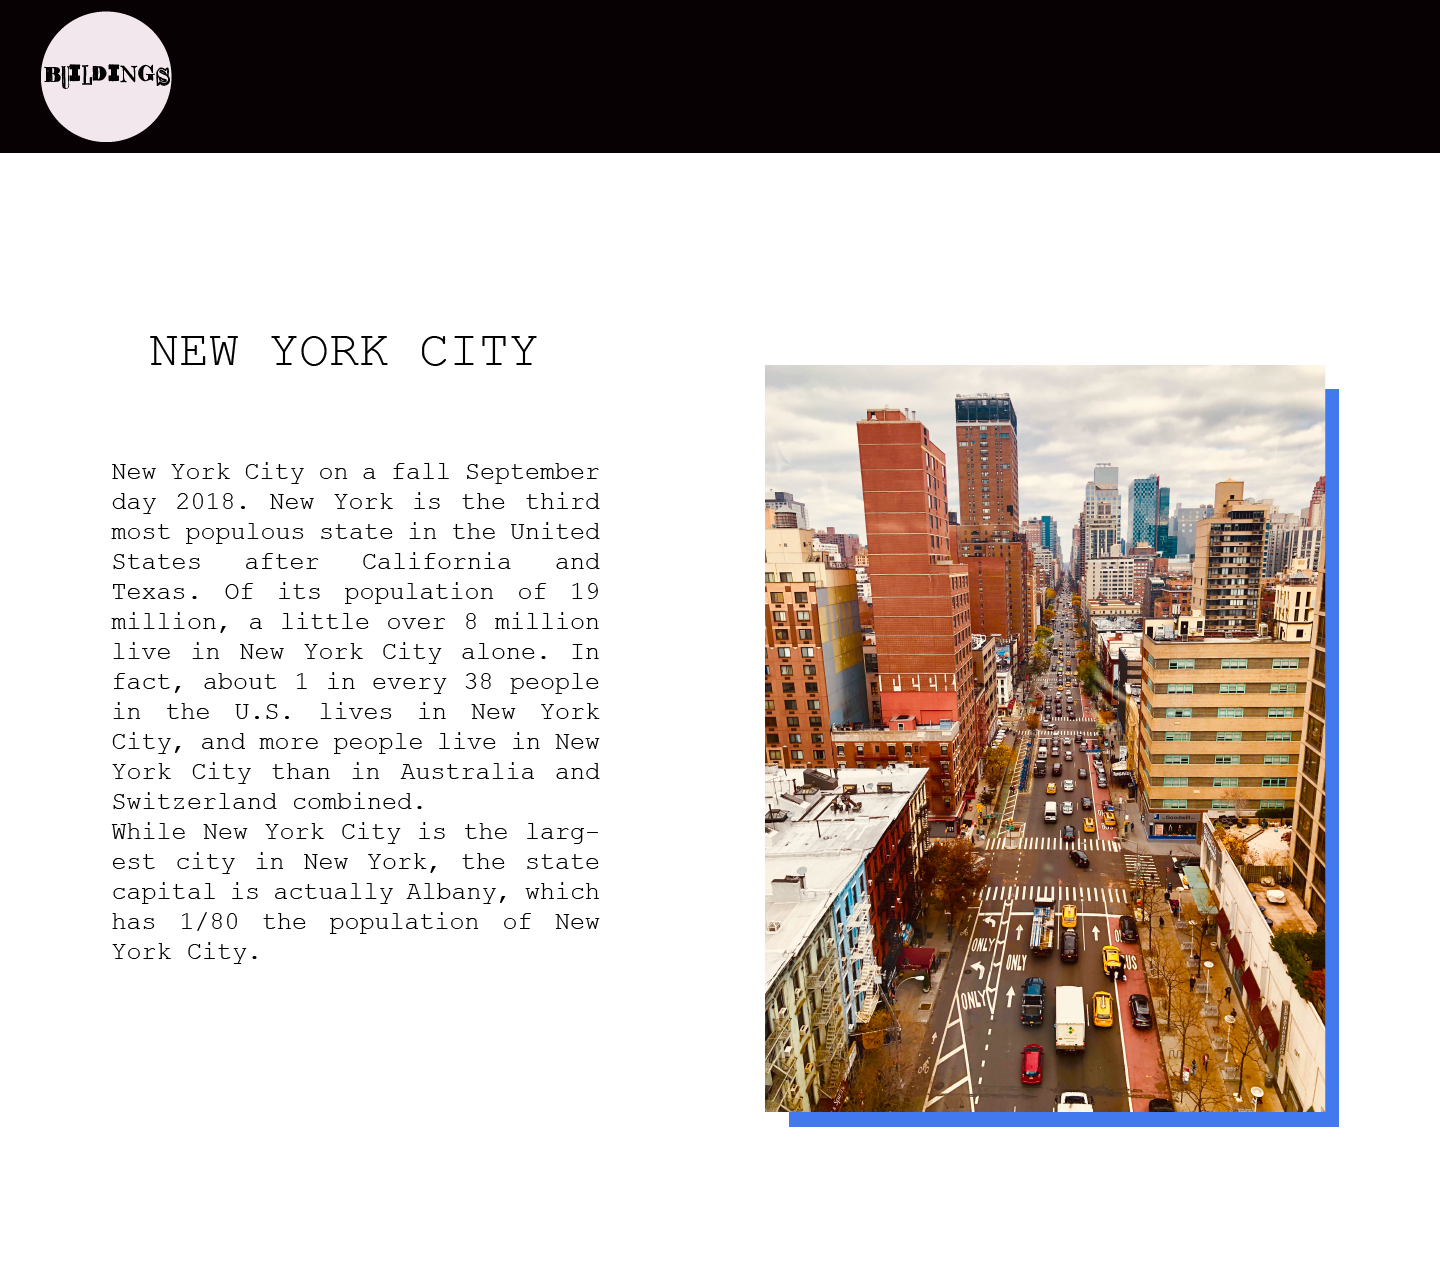 BUILDINGS
NEW YORK CITY
New York City on a fall September
day 2018. New York is the third
most populous state in the United
States after California and
Texas. Of its population of 19
million, a little over 8 million
live in New York City alone. In
fact, about 1 in every 38 people
in the U.S. lives in New York
City, and more people live in New
York City than in Australia and
Switzerland combined.
While New York City is the larg-
est city in New York, the state
capital is actually Albany, which
has 1/80 the population of New
York City.
Goodwill
ONLY
ONLY
ONLY